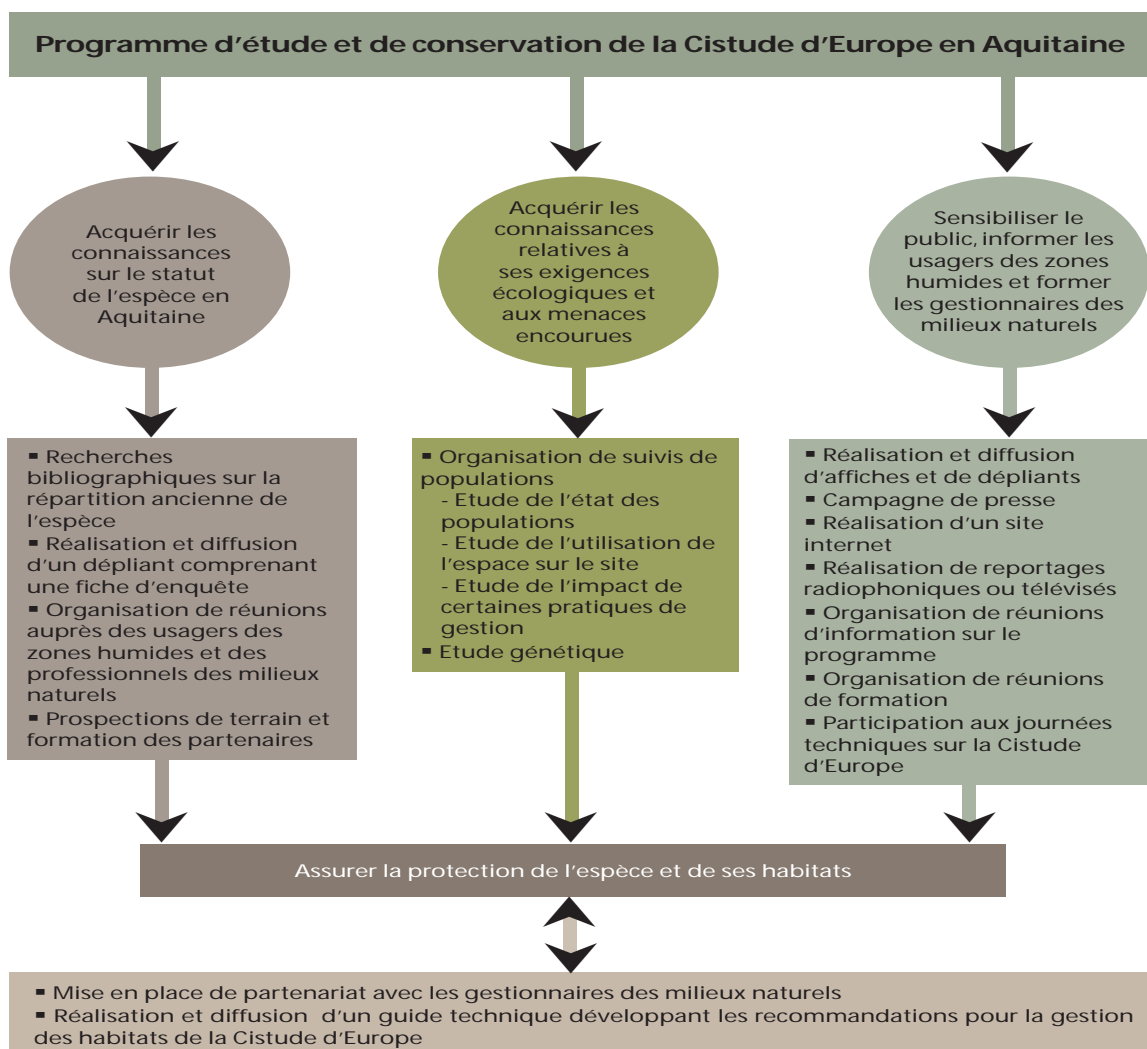 Programme d'étude et de conservation de la Cistude d'Europe en Aquitaine
Acquérir les
connaissances
sur le statut
de l'espèce en
Aquitaine
Acquérir les
connaissances
relatives à
ses exigences
écologiques et
aux menaces
encourues
Sensibiliser le
public, informer les
usagers des zones
humides et former
les gestionnaires des
milieux naturels
▪ Recherches
bibliographiques sur la
répartition ancienne de
l'espèce
▪ Réalisation et diffusion
d'un dépliant comprenant
une fiche d'enquête
▪ Organisation de réunions
auprès des usagers des
zones humides et des
professionnels des milieux
naturels
▪ Prospections de terrain et
formation des partenaires
▪ Organisation de suivis de
populations
- Etude de l'état des
populations
- Etude de l'utilisation de
l'espace sur le site
- Etude de l'impact de
certaines pratiques de
gestion
▪ Etude génétique
▪ Réalisation et diffusion
d'affiches et de dépliants
▪ Campagne de presse
▪ Réalisation d'un site
internet
▪ Réalisation de reportages
radiophoniques ou télévisés
▪ Organisation de réunions
d'information sur le
programme
▪ Organisation de réunions
de formation
▪ Participation aux journées
techniques sur la Cistude
d'Europe
Assurer la protection de l'espèce et de ses habitats
▪ Mise en place de partenariat avec les gestionnaires des milieux naturels
▪ Réalisation et diffusion d'un guide technique développant les recommandations pour la gestion
des habitats de la Cistude d'Europe